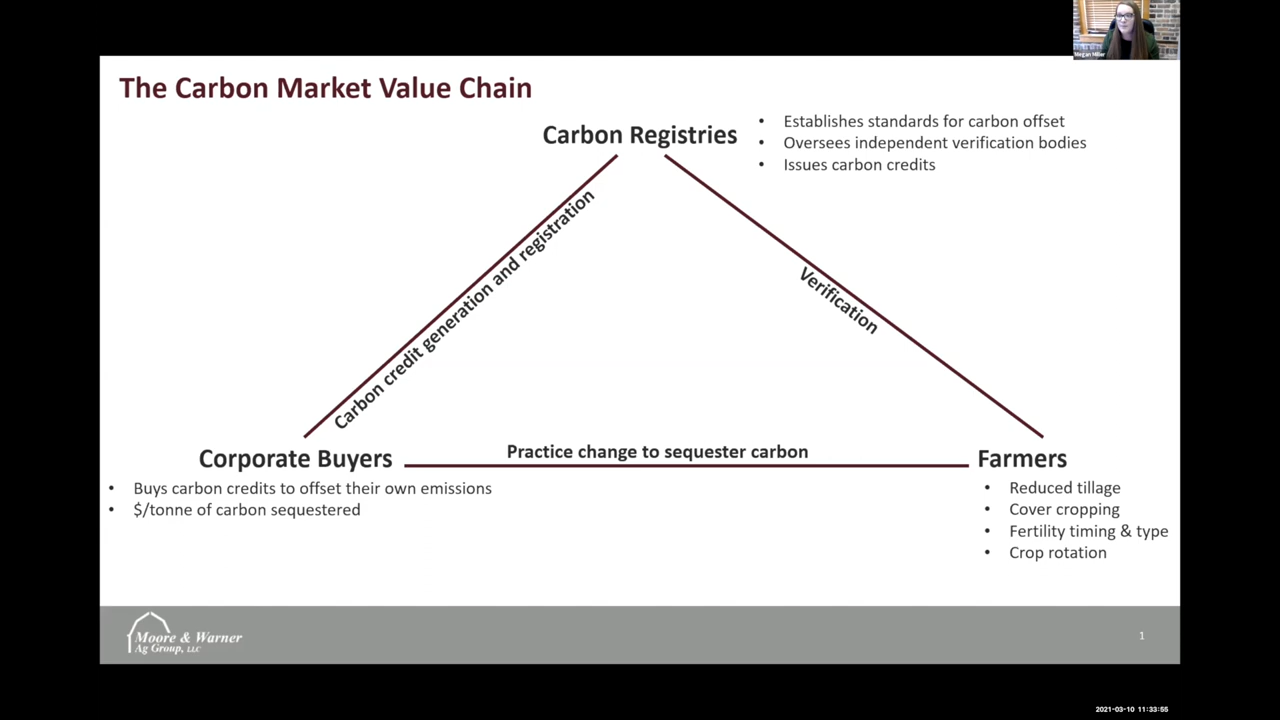 Megan Miller
The Carbon Market Value Chain
Carbon Registries
• Establishes standards for carbon offset
• Oversees independent verification bodies
• Issues carbon credits
Carbon credit generation and registration
Verification
Practice change to sequester carbon
Corporate Buyers
• Buys carbon credits to offset their own emissions
• $/tonne of carbon sequestered
Farmers
• Reduced tillage
• Cover cropping
• Fertility timing & type
• Crop rotation
Moore & Warner
Ag Group, LLC
1
2021-03-10 11:33:55